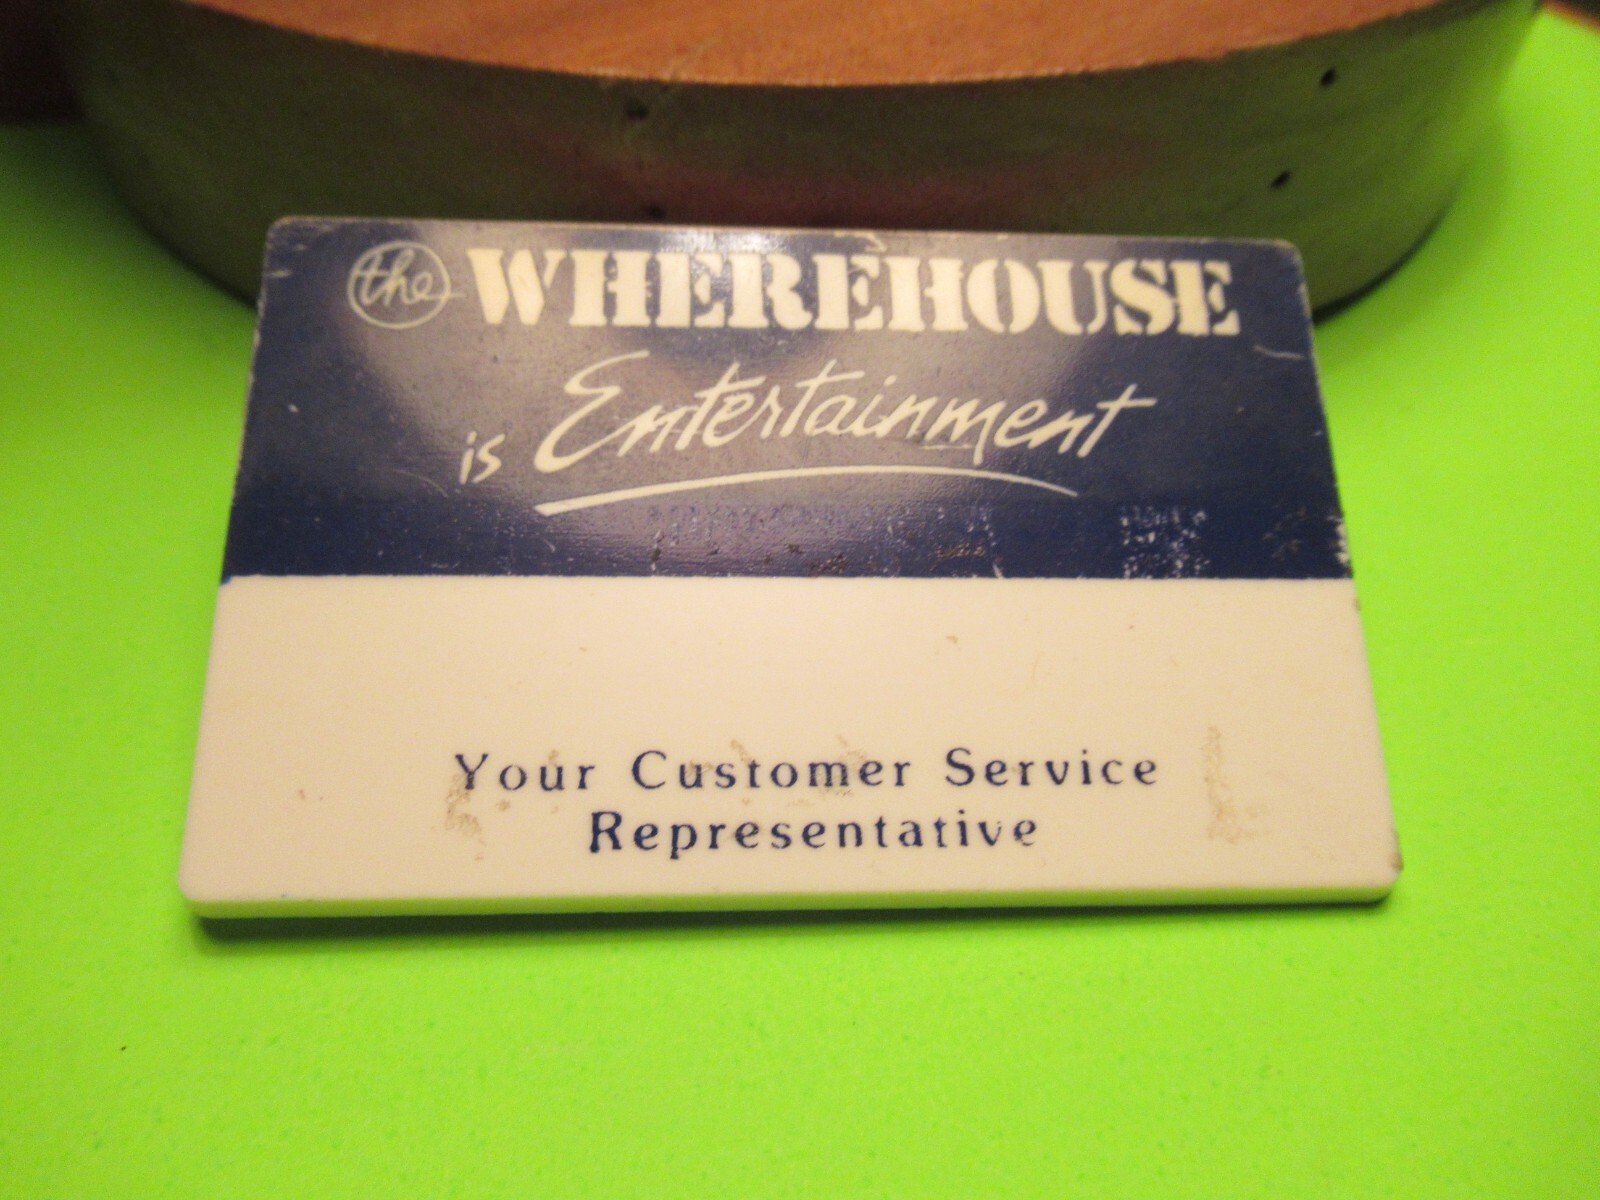 the WHEREHOUSE
is Entertainment
Your Customer Service
Representative